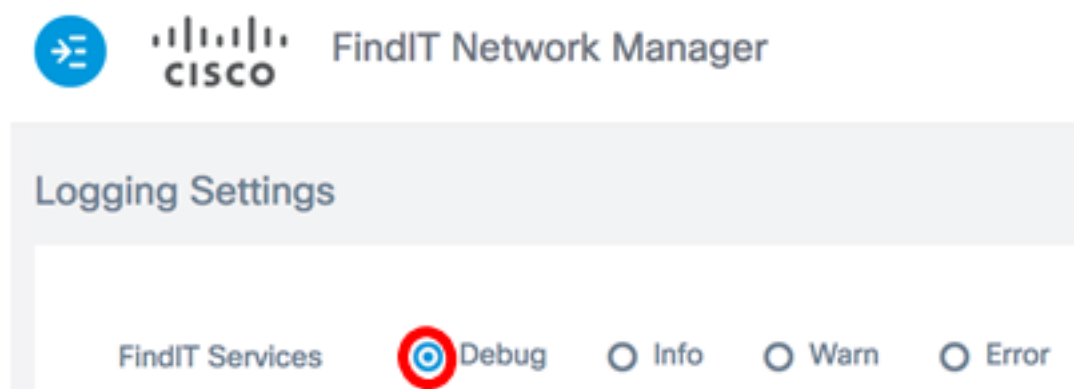 CISCO FindIT Network Manager
Logging Settings
FindIT Services Debug Info Warn Error